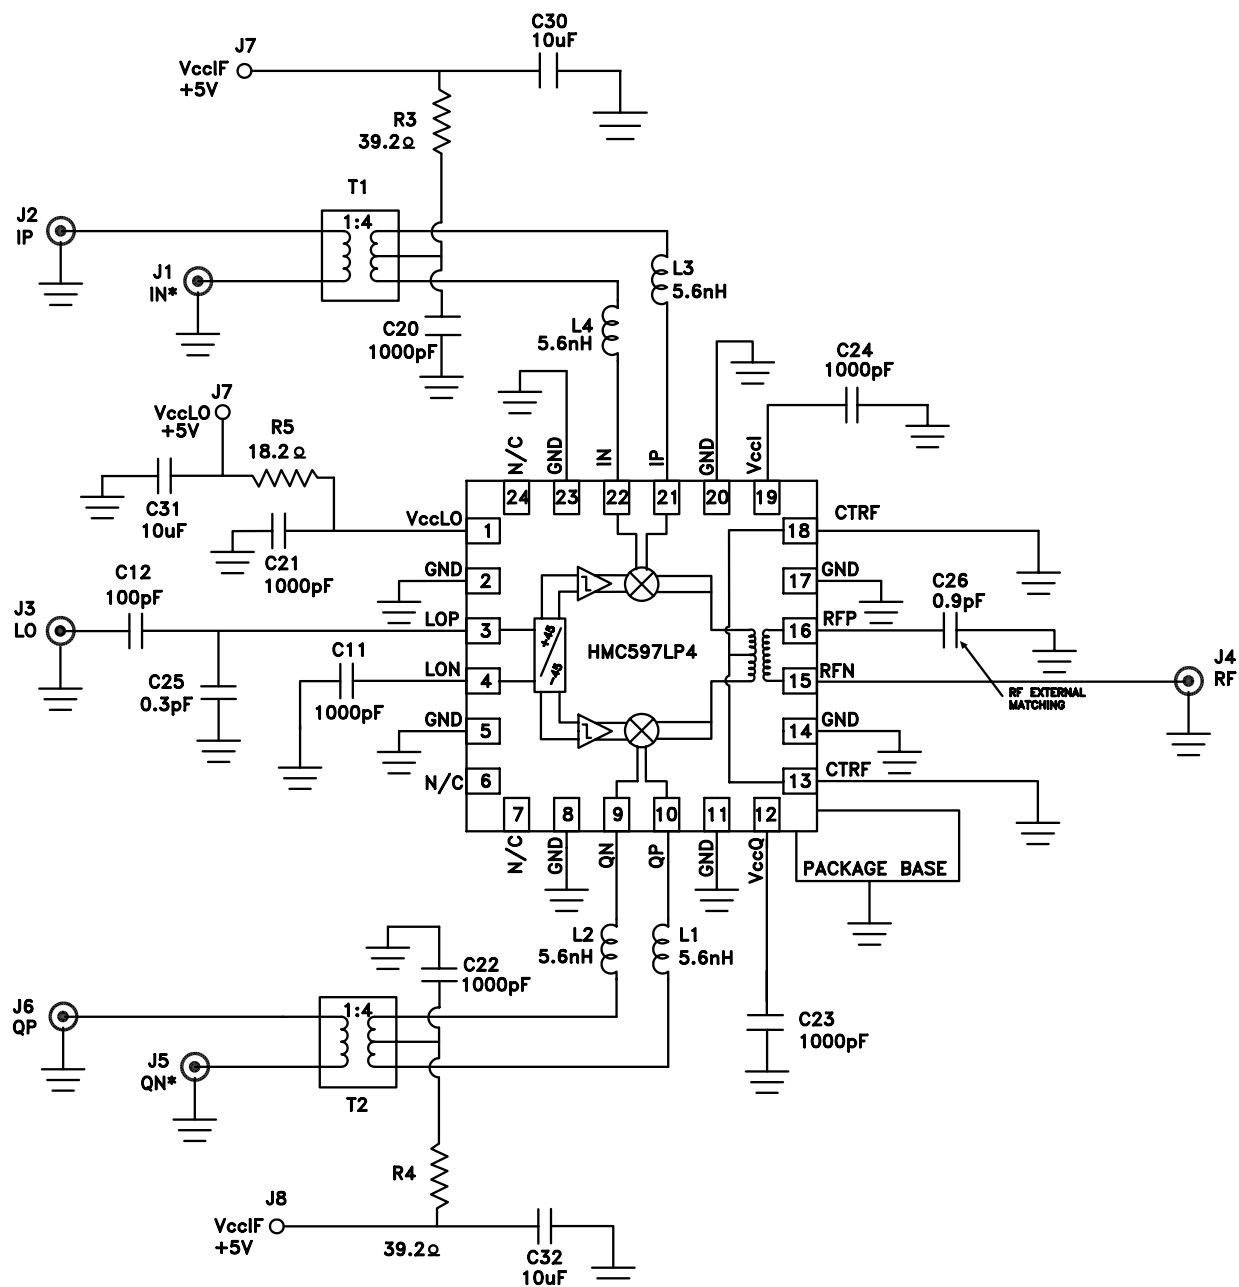 C30
10uF
J7
VccIF
+5V
R3
39.2Ω
T1
1:4
J2
IP
J1
IN*
L3
5.6nH
L4
5.6nH
C20
1000pF
C24
1000pF
J7
VccLO
+5V
R5
18.2Ω
C31
10uF
C21
1000pF
N/C
GND
IN
IP
GND
VccI
24
23
22
21
20
19
VccLO
1
18
CTRF
GND
2
17
GND
C12
100pF
J3
LO
LOP
3
16
RFP
C26
0.9pF
+45
-45
HMC597LP4
C11
1000pF
LON
4
15
RFN
RF EXTERNAL
MATCHING
J4
RF
C25
0.3pF
GND
5
14
GND
N/C
6
13
CTRF
7
8
9
10
11
12
N/C
GND
QN
QP
GND
VccQ
PACKAGE BASE
L2
5.6nH
L1
5.6nH
C22
1000pF
C23
1000pF
J6
QP
1:4
J5
QN*
T2
R4
39.2Ω
J8
VccIF
+5V
C32
10uF